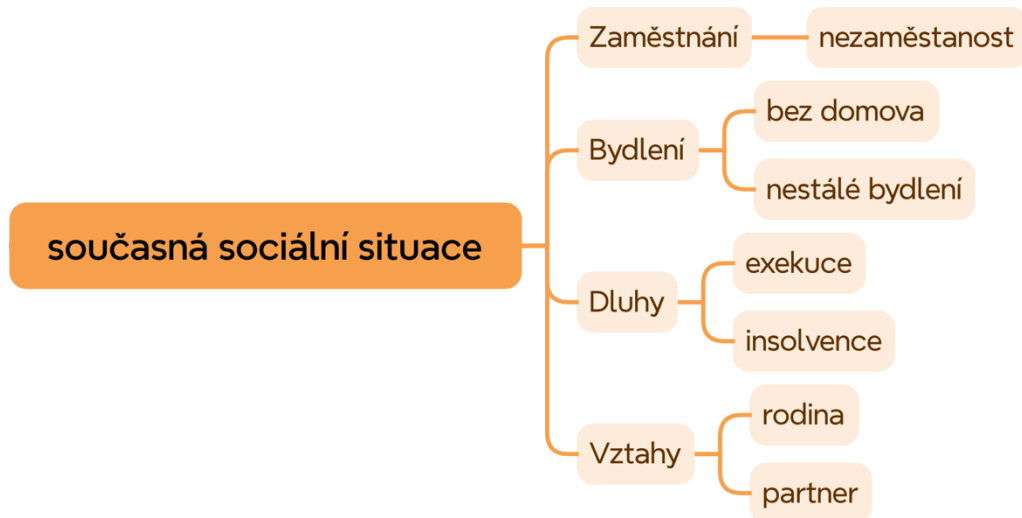 současná sociální situace
Zaměstnání
nezaměstanost
Bydlení
bez domova
nestálé bydlení
Dluhy
exekuce
insolvence
Vztahy
rodina
partner